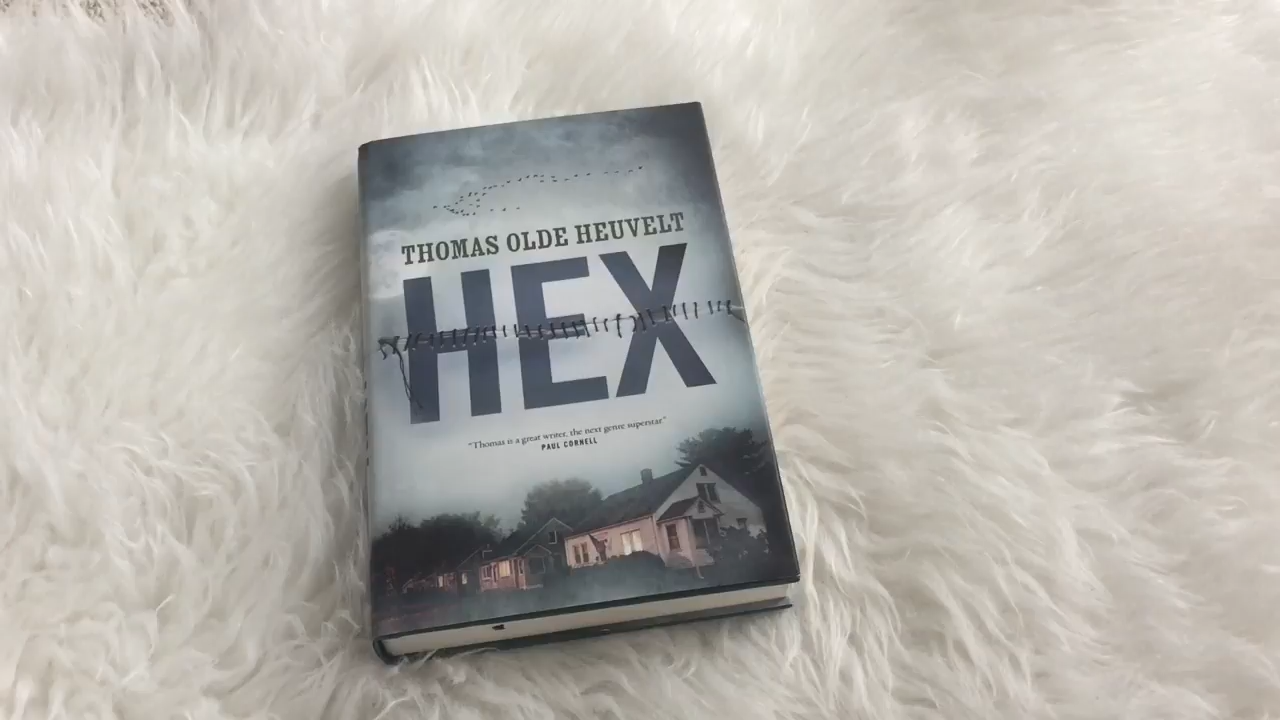 THOMAS OLDE HEUVELT
HEX
"Thomas is a great writer, the next genre superstar"
PAUL CORNELL